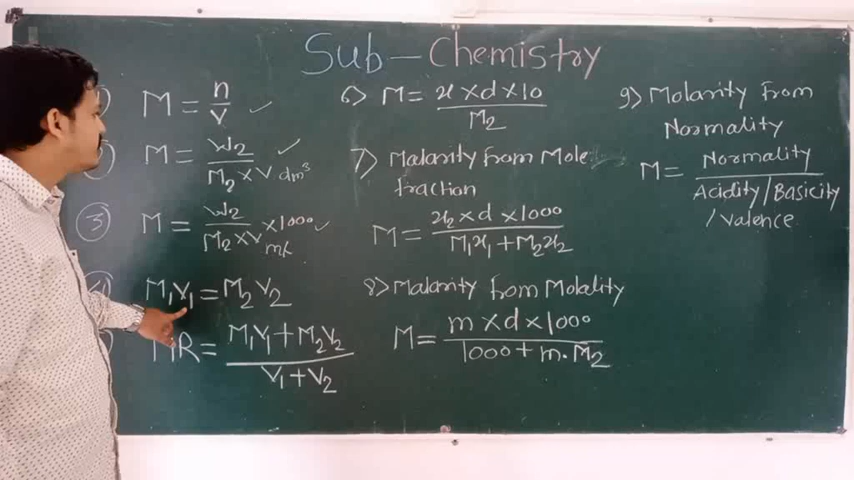 Sub - Chemistry
M = n/V ✓
M = W₂/M₂ × V dm³ ✓
③ M = W₂/M₂ × V mL × 1000 ✓
M₁V₁ = M₂V₂
MR = M₁V₁ + M₂V₂/V₁ + V₂
6> M = x × d × 10/M₂
7> Molarity from Mole
fraction
M = x₂ × d × 1000/M₁x₁ + M₂x₂
8> Molarity from Molality
M = m × d × 1000/1000 + m · M₂
9> Molarity from
Normality
M = Normality/Acidity/Basicity
/Valence